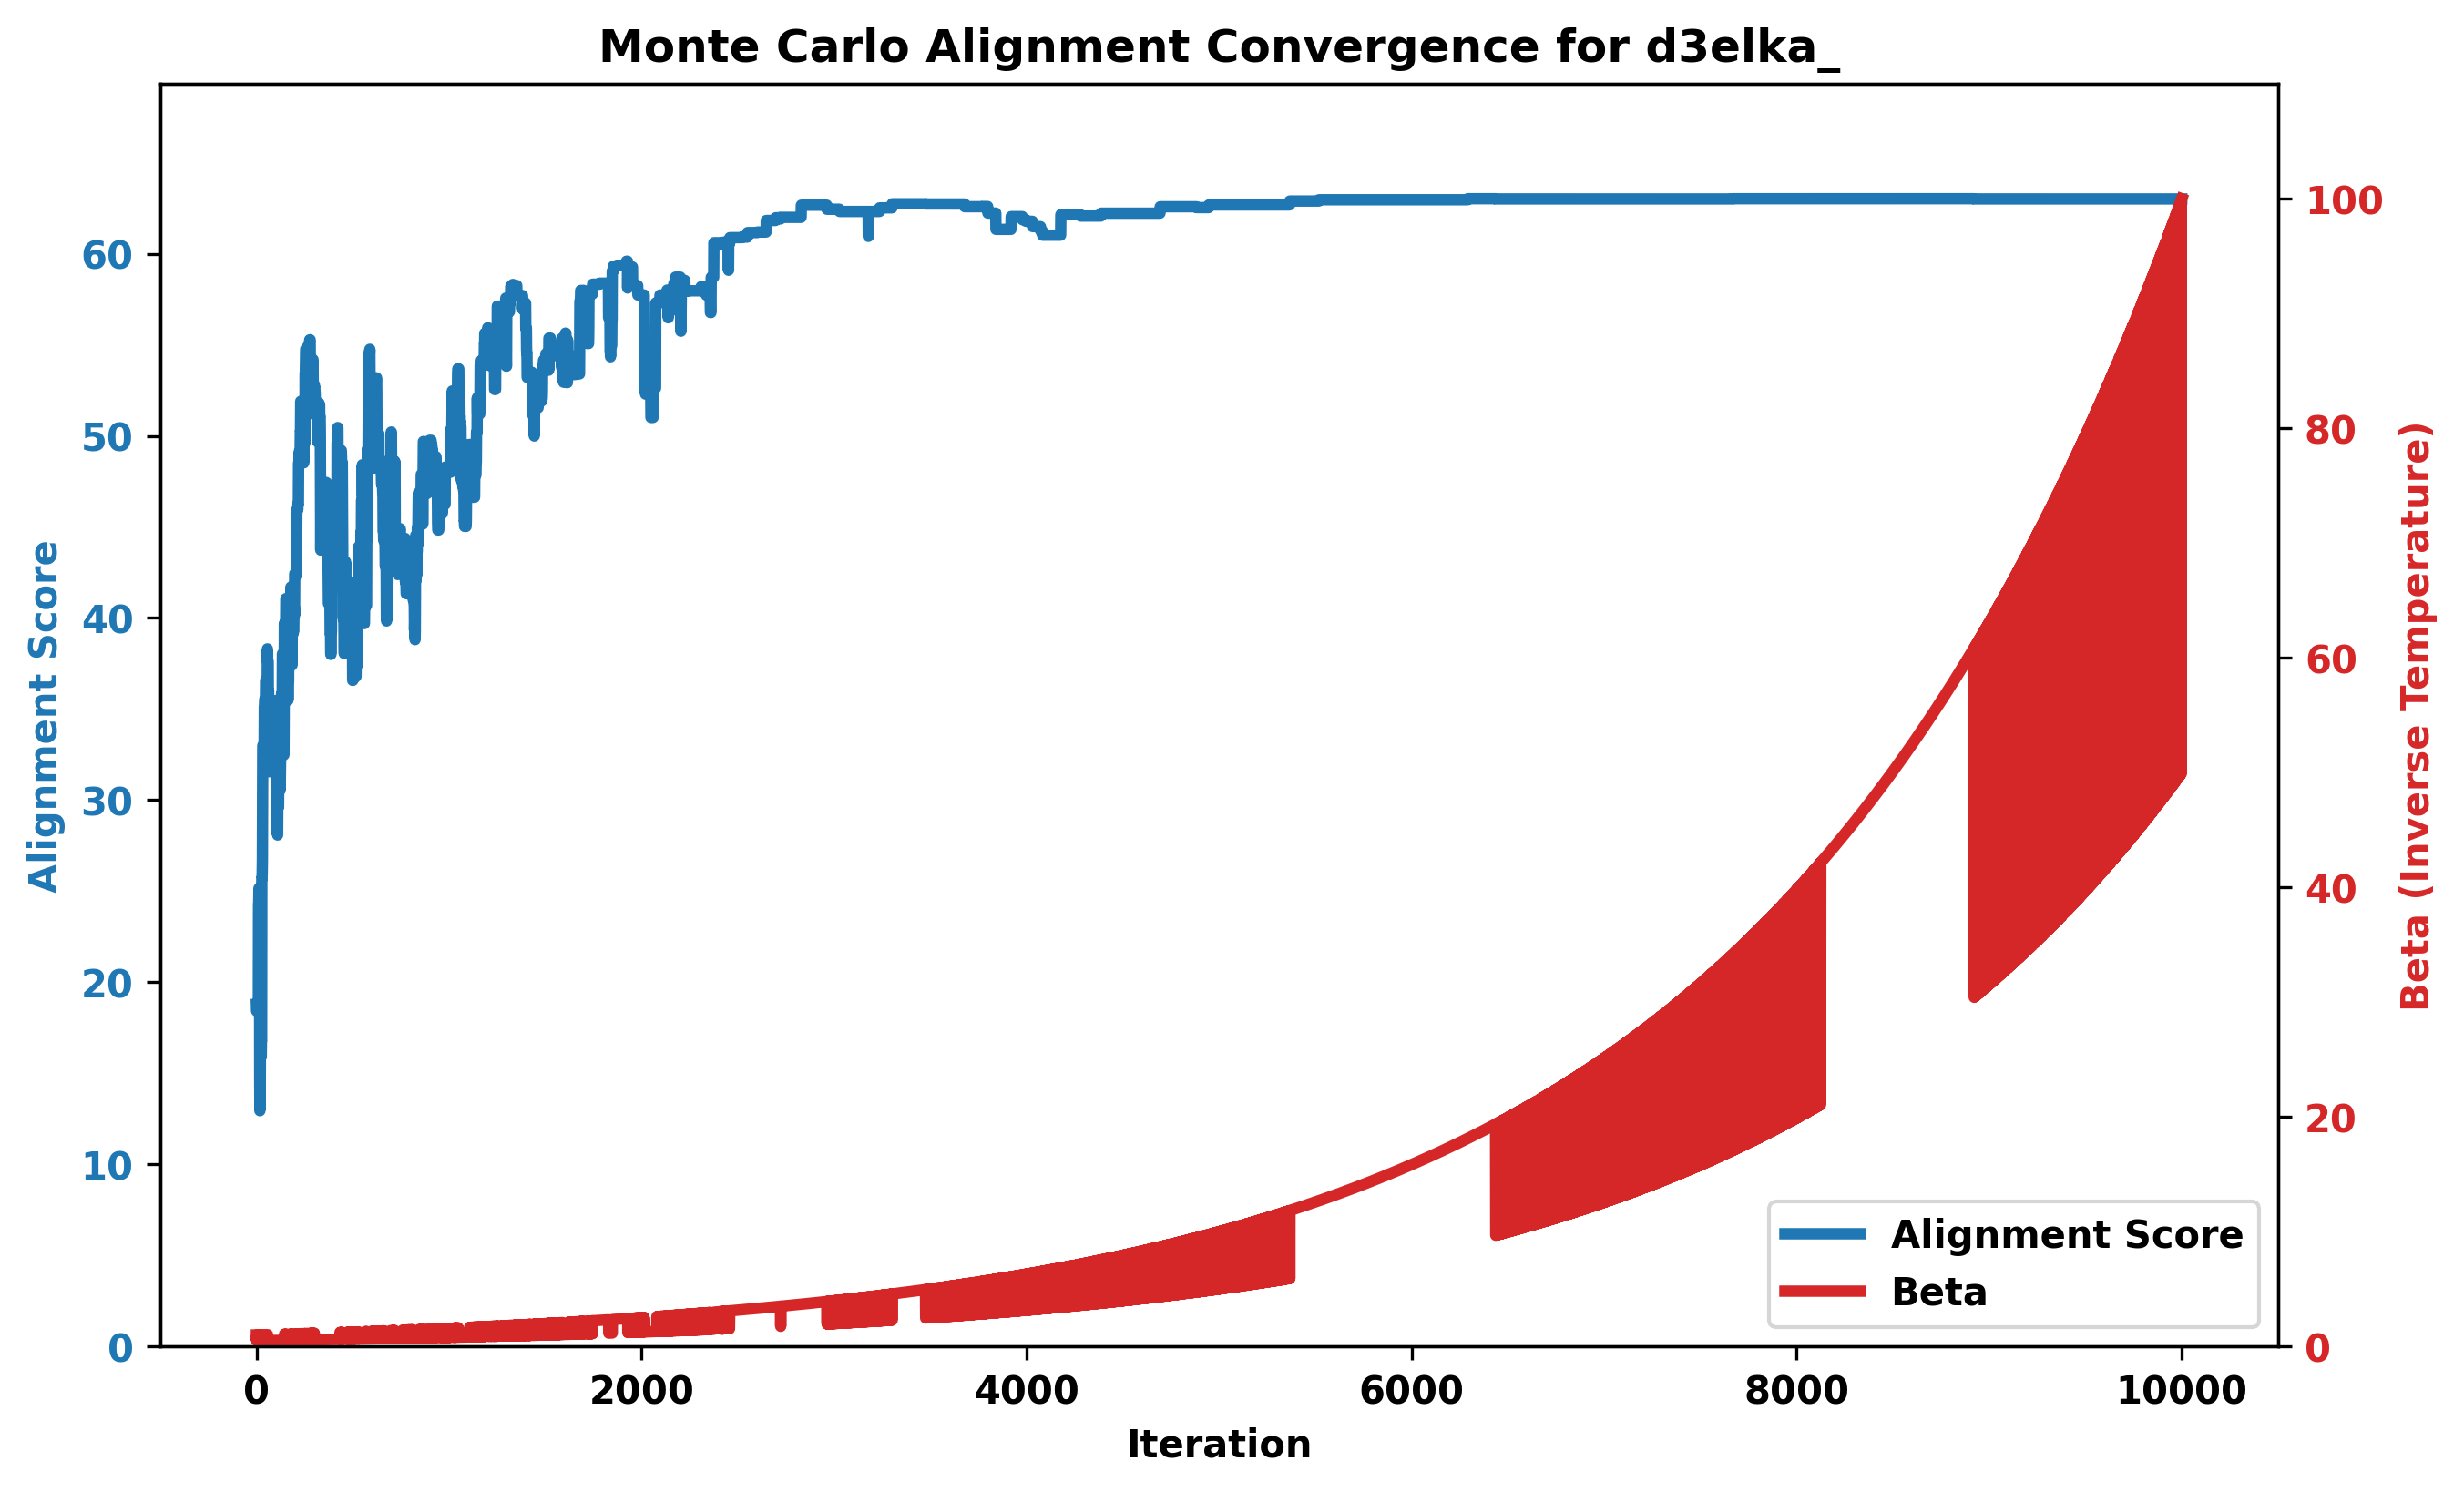 Monte Carlo Alignment Convergence for d3elka_
Alignment Score
60
50
40
30
20
10
0
100
80
60
40
20
0
Beta (Inverse Temperature)
Alignment Score
Beta
0 2000 4000 6000 8000 10000
Iteration